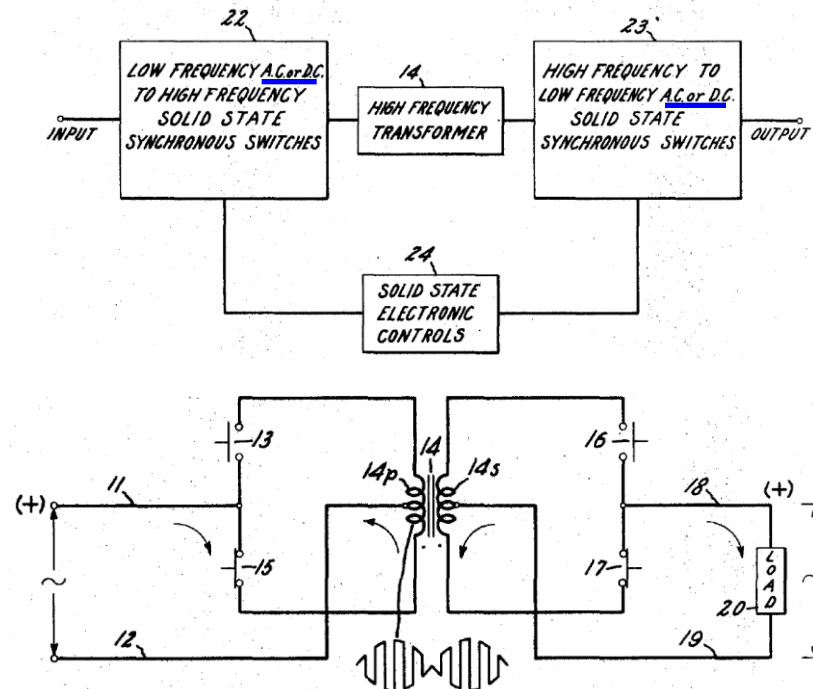 22
LOW FREQUENCY A.C. or D.C.
TO HIGH FREQUENCY
SOLID STATE
SYNCHRONOUS SWITCHES
INPUT
14
HIGH FREQUENCY
TRANSFORMER
23
HIGH FREQUENCY TO
LOW FREQUENCY A.C. or D.C.
SOLID STATE
SYNCHRONOUS SWITCHES
OUTPUT
24
SOLID STATE
ELECTRONIC
CONTROLS
13
14
14p
14s
16
(+)
11
18
(+)
15
17
LOAD
20
12
19